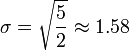 σ = √(5/2) ≈ 1.58